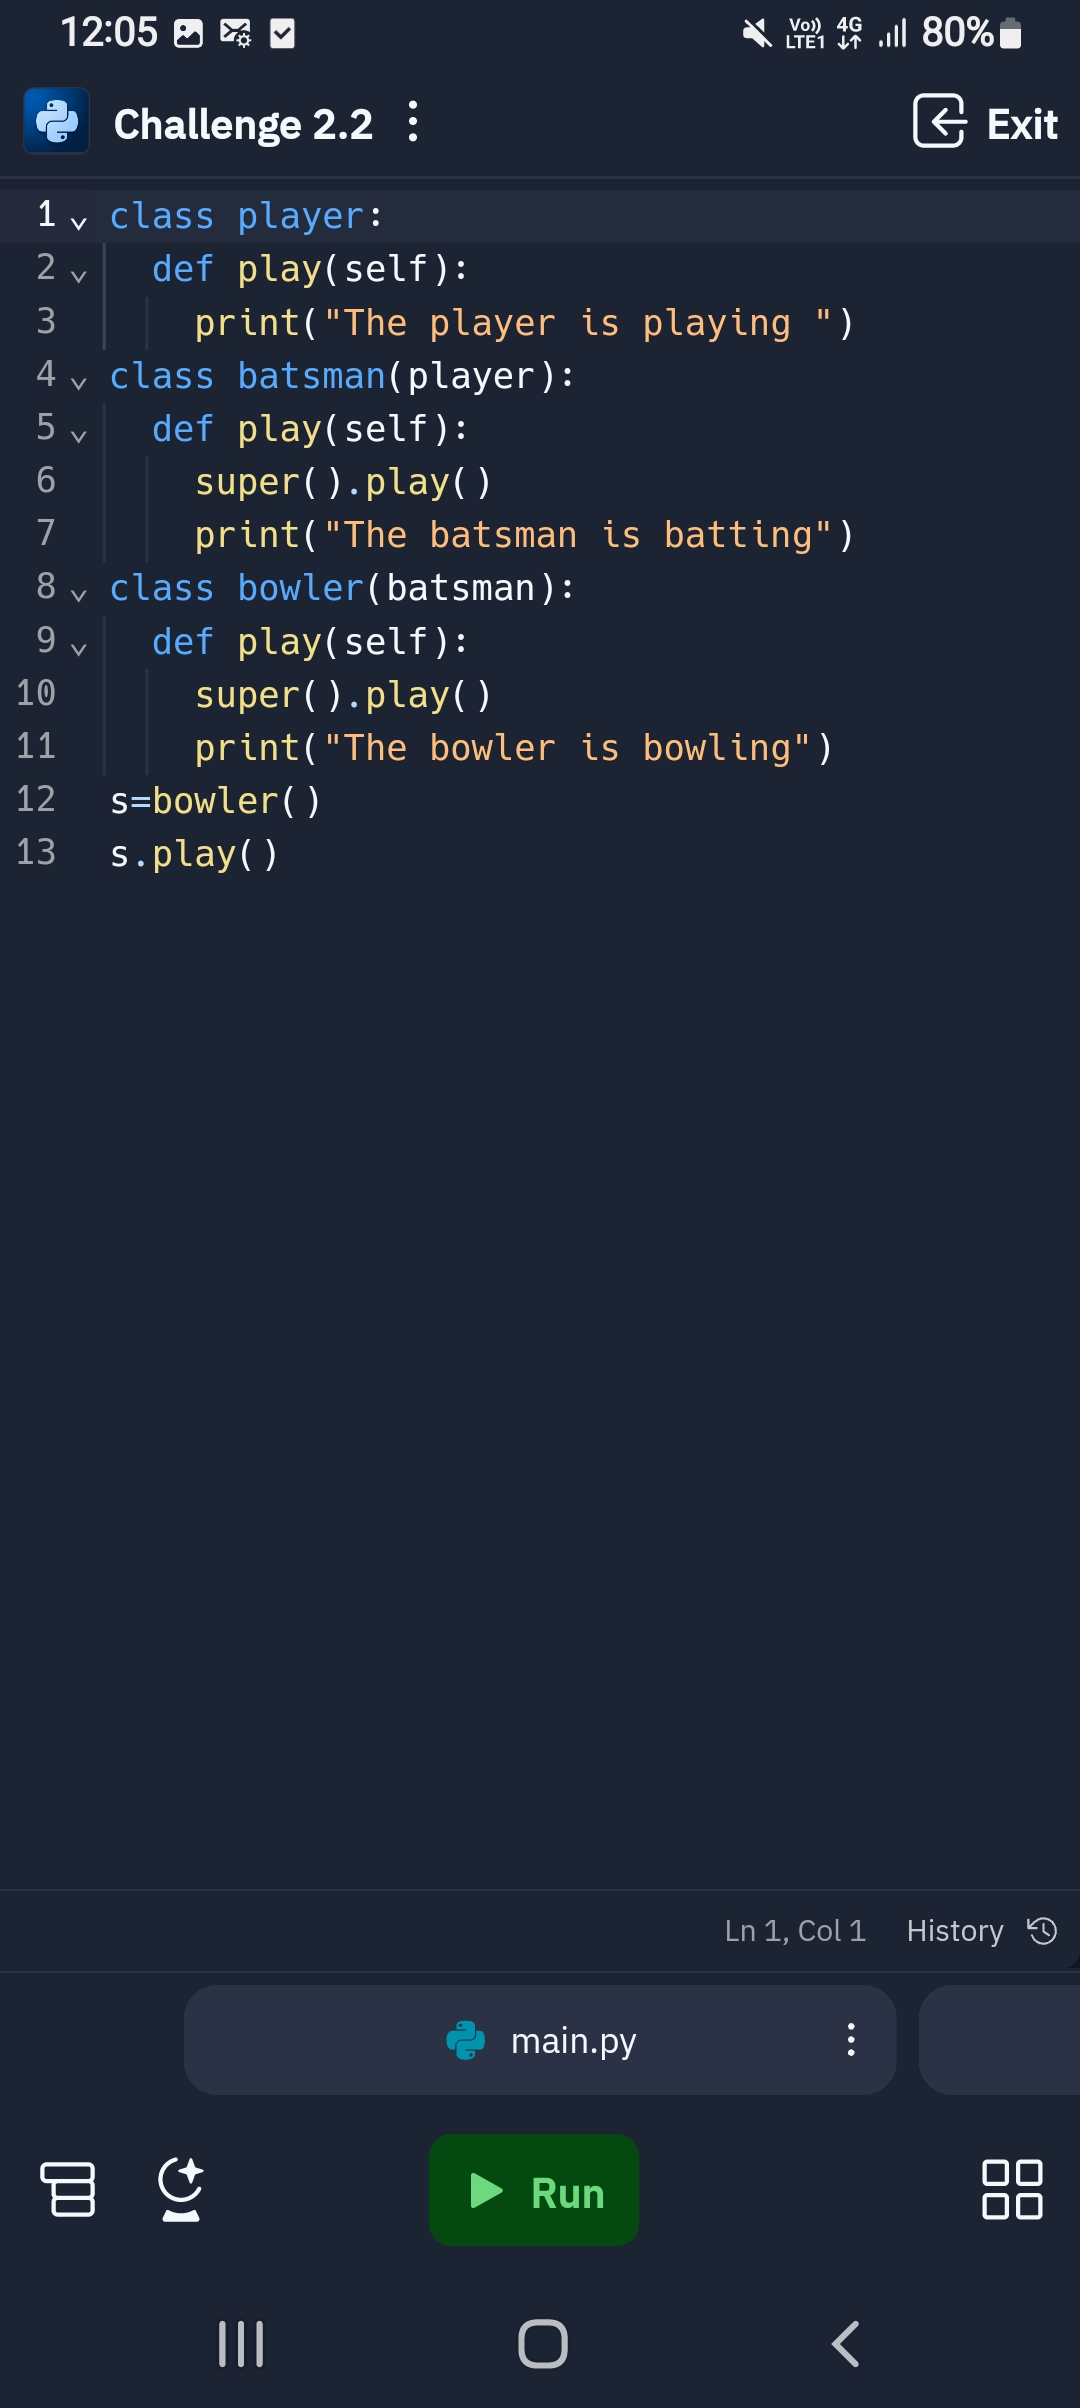 12:05 Vo)) LTE1 4G 80%
Challenge 2.2 Exit
1 class player:
2   def play(self):
3     print("The player is playing ")
4 class batsman(player):
5   def play(self):
6     super().play()
7     print("The batsman is batting")
8 class bowler(batsman):
9   def play(self):
10     super().play()
11     print("The bowler is bowling")
12 s=bowler()
13 s.play()
Ln 1, Col 1 History
main.py
Run